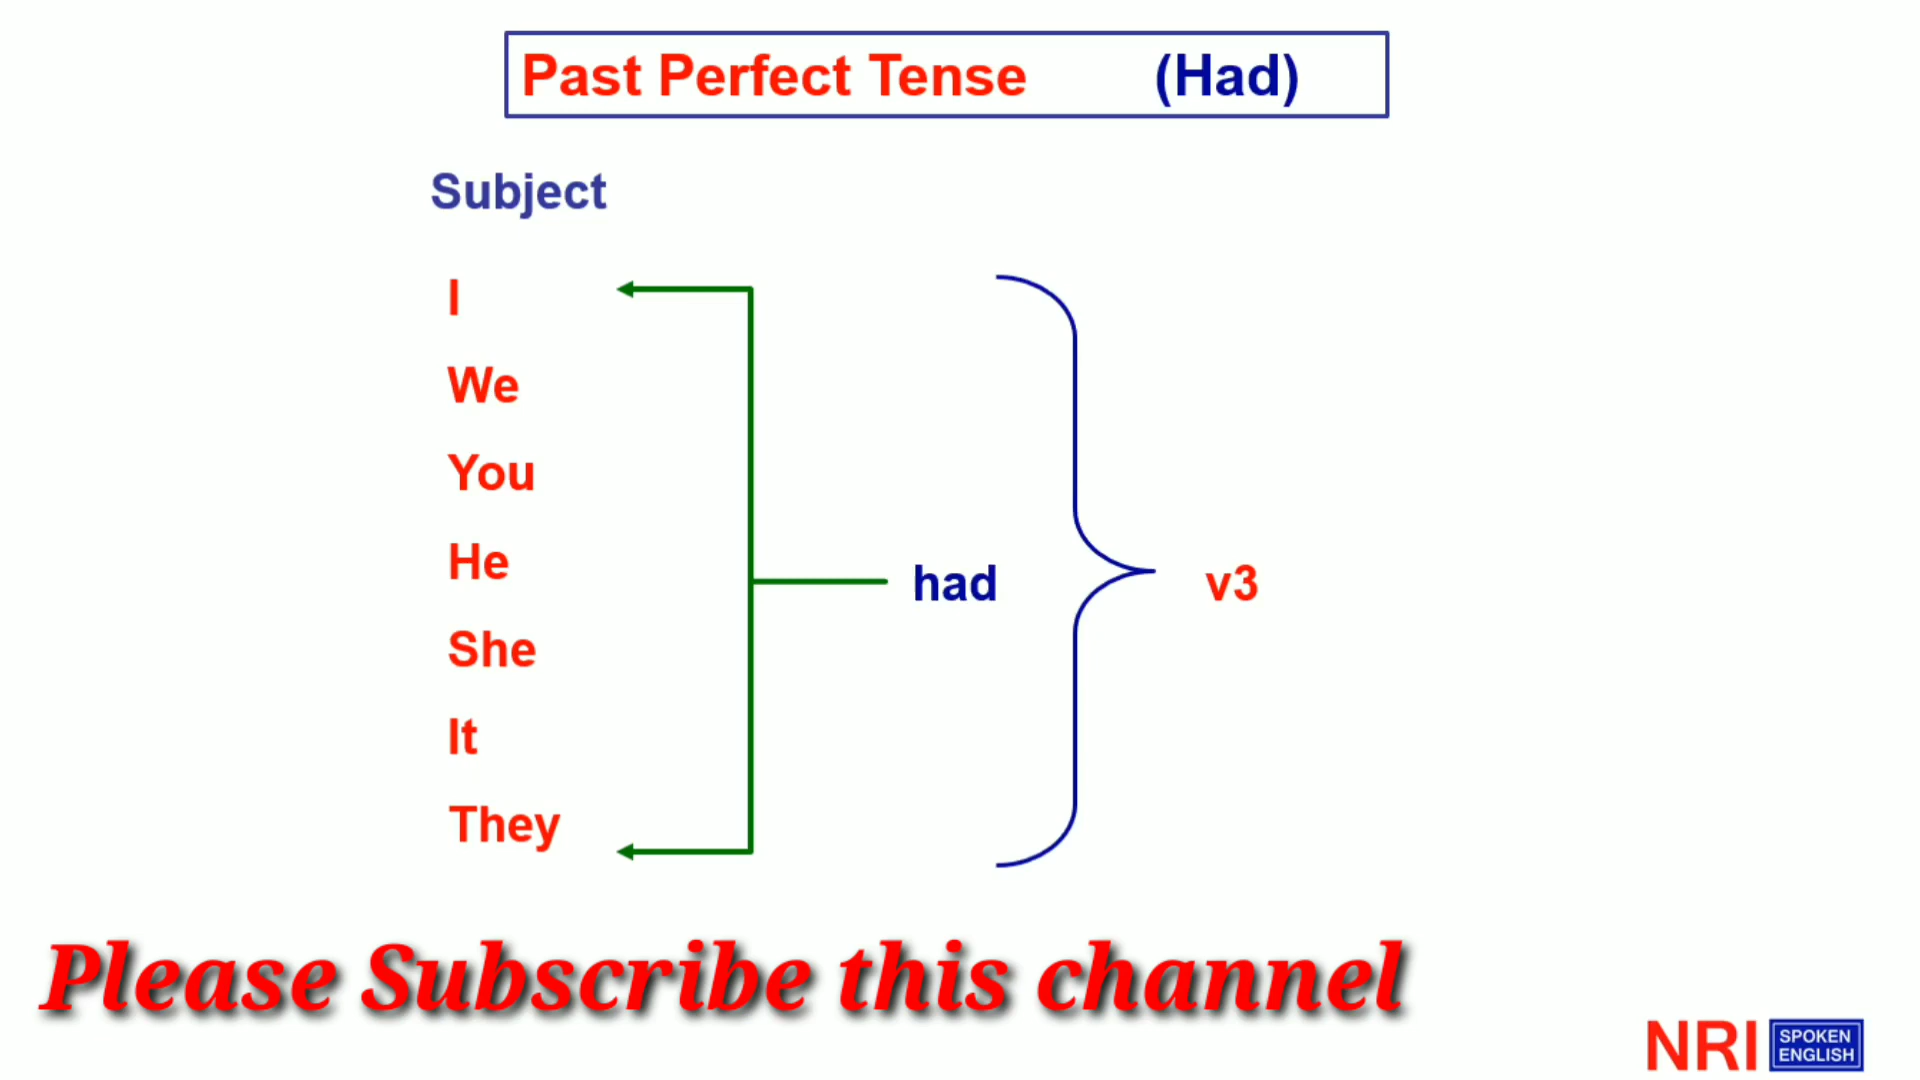 Past Perfect Tense (Had)
Subject
I
We
You
He
She
It
They
had
v3
Please Subscribe this channel
NRI SPOKEN
ENGLISH